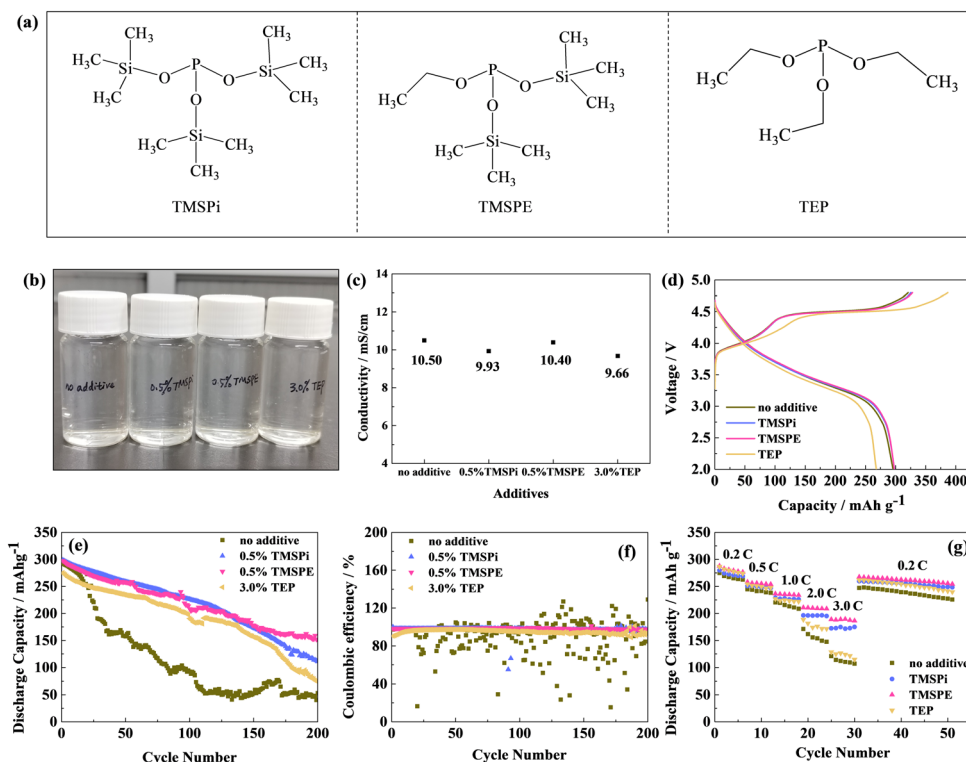 (a)
CH₃
H₃C
Si
CH₃
O
P
O
O
H₃C
Si
CH₃
CH₃
H₃C
Si
CH₃
CH₃
TMSPi
O
P
O
O
CH₃
Si
CH₃
CH₃
H₃C
H₃C
Si
CH₃
CH₃
TMSPE
O
P
O
O
H₃C
CH₃
H₃C
TEP
(b)
no additive
0.5% TMSPi
0.5% TMSPE
3.0% TEP
(c)
Conductivity / mS/cm
16
14
12
10
8
6
4
10.50
9.93
10.40
9.66
no additive
0.5%TMSPi
0.5%TMSPE
3.0%TEP
Additives
(d)
Voltage / V
5.0
4.5
4.0
3.5
3.0
2.5
2.0
no additive
TMSPi
TMSPE
TEP
0 50 100 150 200 250 300 350 400
Capacity / mAh g⁻¹
(e)
Discharge Capacity / mAhg⁻¹
350
300
250
200
150
100
50
0
no additive
0.5% TMSPi
0.5% TMSPE
3.0% TEP
0 50 100 150 200
Cycle Number
(f)
Coulombic efficiency / %
200
160
120
80
40
0
no additive
0.5% TMSPi
0.5% TMSPE
3.0% TEP
0 50 100 150 200
Cycle Number
(g)
Discharge Capacity / mAh g⁻¹
350
300
250
200
150
100
50
0
0.2 C
0.5 C
1.0 C
2.0 C
3.0 C
0.2 C
no additive
TMSPi
TMSPE
TEP
0 10 20 30 40 50
Cycle Number